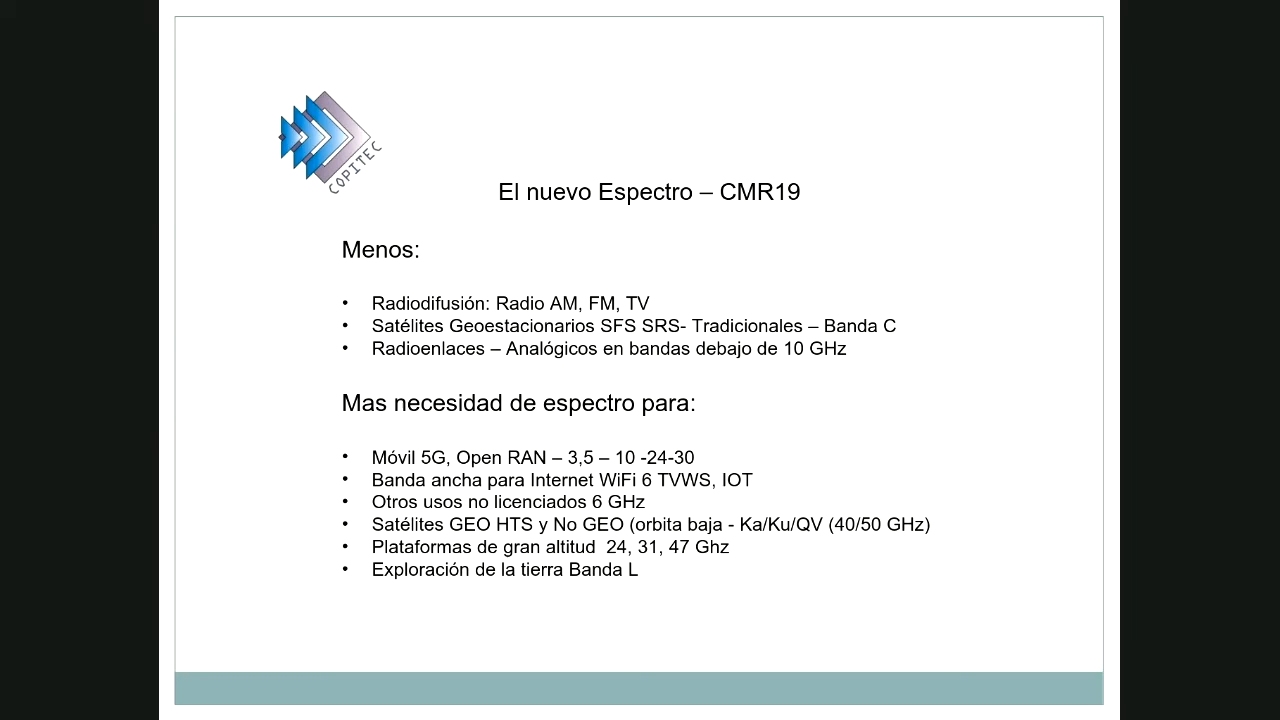 COPITEC
El nuevo Espectro – CMR19
Menos:
• Radiodifusión: Radio AM, FM, TV
• Satélites Geoestacionarios SFS SRS- Tradicionales – Banda C
• Radioenlaces – Analógicos en bandas debajo de 10 GHz
Mas necesidad de espectro para:
• Móvil 5G, Open RAN – 3,5 – 10 -24-30
• Banda ancha para Internet WiFi 6 TVWS, IOT
• Otros usos no licenciados 6 GHz
• Satélites GEO HTS y No GEO (orbita baja - Ka/Ku/QV (40/50 GHz)
• Plataformas de gran altitud  24, 31, 47 Ghz
• Exploración de la tierra Banda L